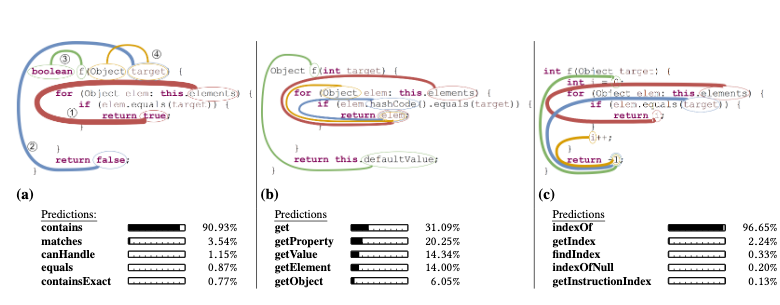 ③ ④
boolean f(Object target) {
for (Object elem: this.elements) {
if (elem.equals(target)) {
① return true;
}
② }
return false;
}
(a)
Predictions:
contains 90.93%
matches 3.54%
canHandle 1.15%
equals 0.87%
containsExact 0.77%
Object f(int target) {
for (Object elem: this.elements) {
if (elem.hashCode().equals(target)) {
return elem;
}
}
return this.defaultValue;
}
(b)
Predictions
get 31.09%
getProperty 20.25%
getValue 14.34%
getElement 14.00%
getObject 6.05%
int f(Object target) {
int i = 0;
for (Object elem: this.elements) {
if (elem.equals(target)) {
return i;
}
i++;
}
return -1;
}
(c)
Predictions
indexOf 96.65%
getIndex 2.24%
findIndex 0.33%
indexOfNull 0.20%
getInstructionIndex 0.13%